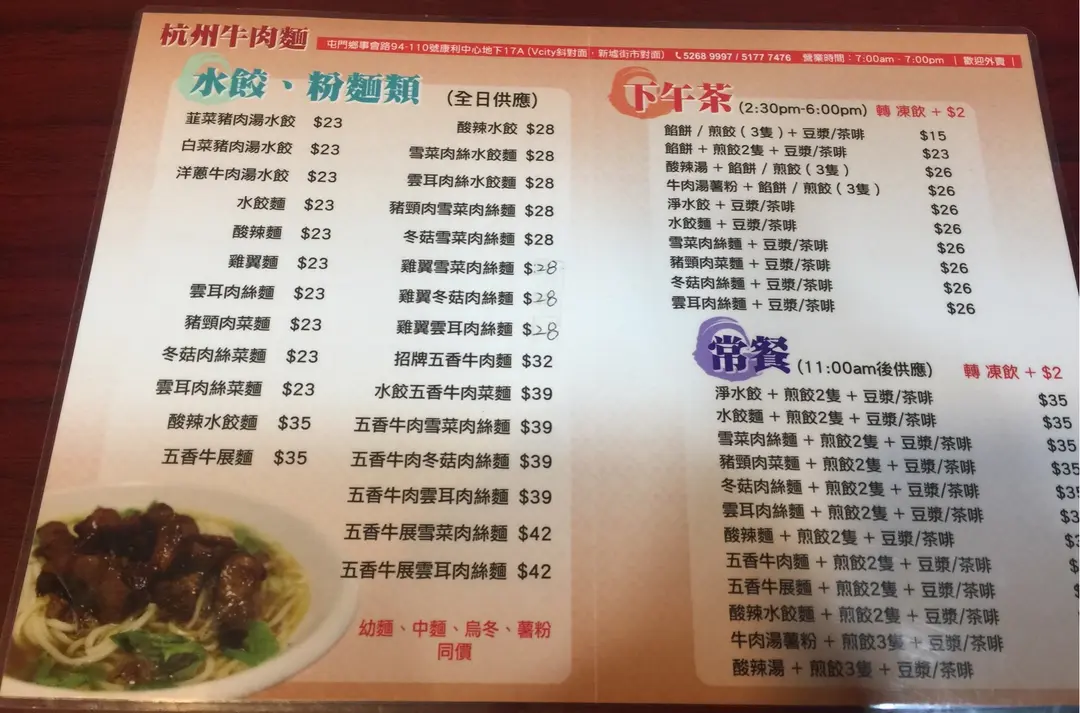 杭州牛肉麵
屯門鄉事會路94-110號康利中心地下17A (Vcity斜對面，新墟街市對面) 5268 9997 / 5177 7476 營業時間：7:00am - 7:00pm | 歡迎外賣 |
水餃、粉麵類 (全日供應)
韮菜豬肉湯水餃 $23
白菜豬肉湯水餃 $23
洋蔥牛肉湯水餃 $23
水餃麵 $23
酸辣麵 $23
雞翼麵 $23
雲耳肉絲麵 $23
豬頸肉菜麵 $23
冬菇肉絲菜麵 $23
雲耳肉絲菜麵 $23
酸辣水餃麵 $35
五香牛展麵 $35
酸辣水餃 $28
雪菜肉絲水餃麵 $28
雲耳肉絲水餃麵 $28
豬頸肉雪菜肉絲麵 $28
冬菇雪菜肉絲麵 $28
雞翼雪菜肉絲麵 $28
雞翼冬菇肉絲麵 $28
雞翼雲耳肉絲麵 $28
招牌五香牛肉麵 $32
水餃五香牛肉菜麵 $39
五香牛肉雪菜肉絲麵 $39
五香牛肉冬菇肉絲麵 $39
五香牛肉雲耳肉絲麵 $39
五香牛展雪菜肉絲麵 $42
五香牛展雲耳肉絲麵 $42
幼麵、中麵、烏冬、薯粉
同價
下午茶 (2:30pm-6:00pm) 轉 凍飲 + $2
餡餅 / 煎餃 ( 3隻 ) + 豆漿/茶啡 $15
餡餅 + 煎餃2隻 + 豆漿/茶啡 $23
酸辣湯 + 餡餅 / 煎餃 ( 3隻 ) $26
牛肉湯薯粉 + 餡餅 / 煎餃 ( 3隻 ) $26
淨水餃 + 豆漿/茶啡 $26
水餃麵 + 豆漿/茶啡 $26
雪菜肉絲麵 + 豆漿/茶啡 $26
豬頸肉菜麵 + 豆漿/茶啡 $26
冬菇肉絲麵 + 豆漿/茶啡 $26
雲耳肉絲麵 + 豆漿/茶啡 $26
常餐 (11:00am後供應) 轉 凍飲 + $2
淨水餃 + 煎餃2隻 + 豆漿/茶啡 $35
水餃麵 + 煎餃2隻 + 豆漿/茶啡 $35
雪菜肉絲麵 + 煎餃2隻 + 豆漿/茶啡 $35
豬頸肉菜麵 + 煎餃2隻 + 豆漿/茶啡 $35
冬菇肉絲麵 + 煎餃2隻 + 豆漿/茶啡 $35
雲耳肉絲麵 + 煎餃2隻 + 豆漿/茶啡
酸辣麵 + 煎餃2隻 + 豆漿/茶啡
五香牛肉麵 + 煎餃2隻 + 豆漿/茶啡
五香牛展麵 + 煎餃2隻 + 豆漿/茶啡
酸辣水餃麵 + 煎餃2隻 + 豆漿/茶啡
牛肉湯薯粉 + 煎餃3隻 + 豆漿/茶啡
酸辣湯 + 煎餃3隻 + 豆漿/茶啡